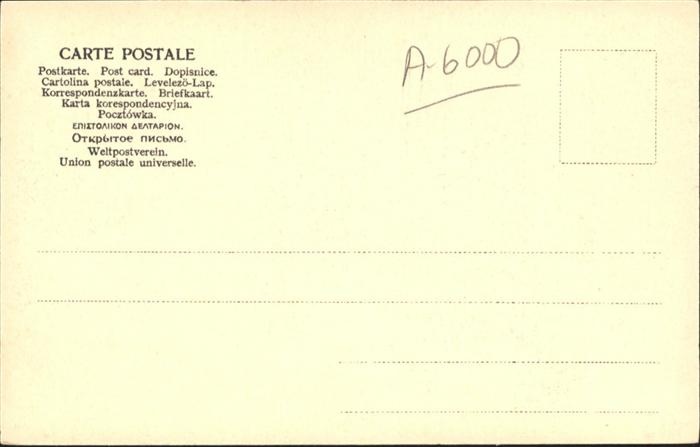 CARTE POSTALE
Postkarte. Post card. Dopisnice.
Cartolina postale. Levelező-Lap.
Korrespondenzkarte. Briefkaart.
Karta korespondencyjna.
Pocztówka.
ΕΠΙΣΤΟΛΙΚΟΝ ΔΕΛΤΑΡΙΟΝ.
Открытое письмо.
Weltpostverein.
Union postale universelle.
A-6000